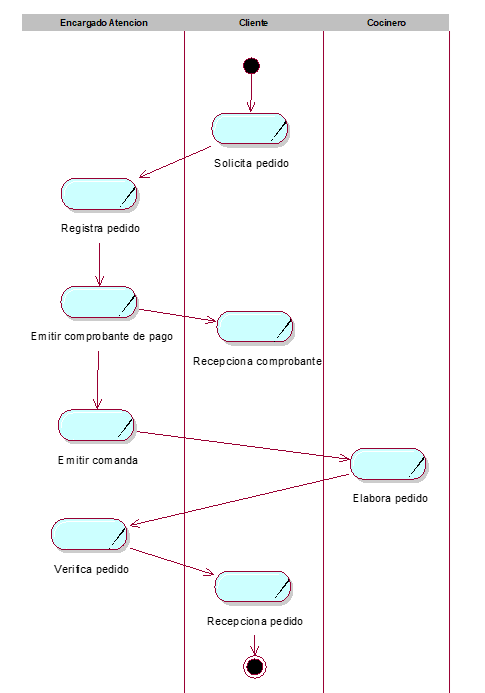 Encargado Atencion
Cliente
Cocinero
Solicita pedido
Registra pedido
Emitir comprobante de pago
Recepciona comprobante
Emitir comanda
Elabora pedido
Verifica pedido
Recepciona pedido